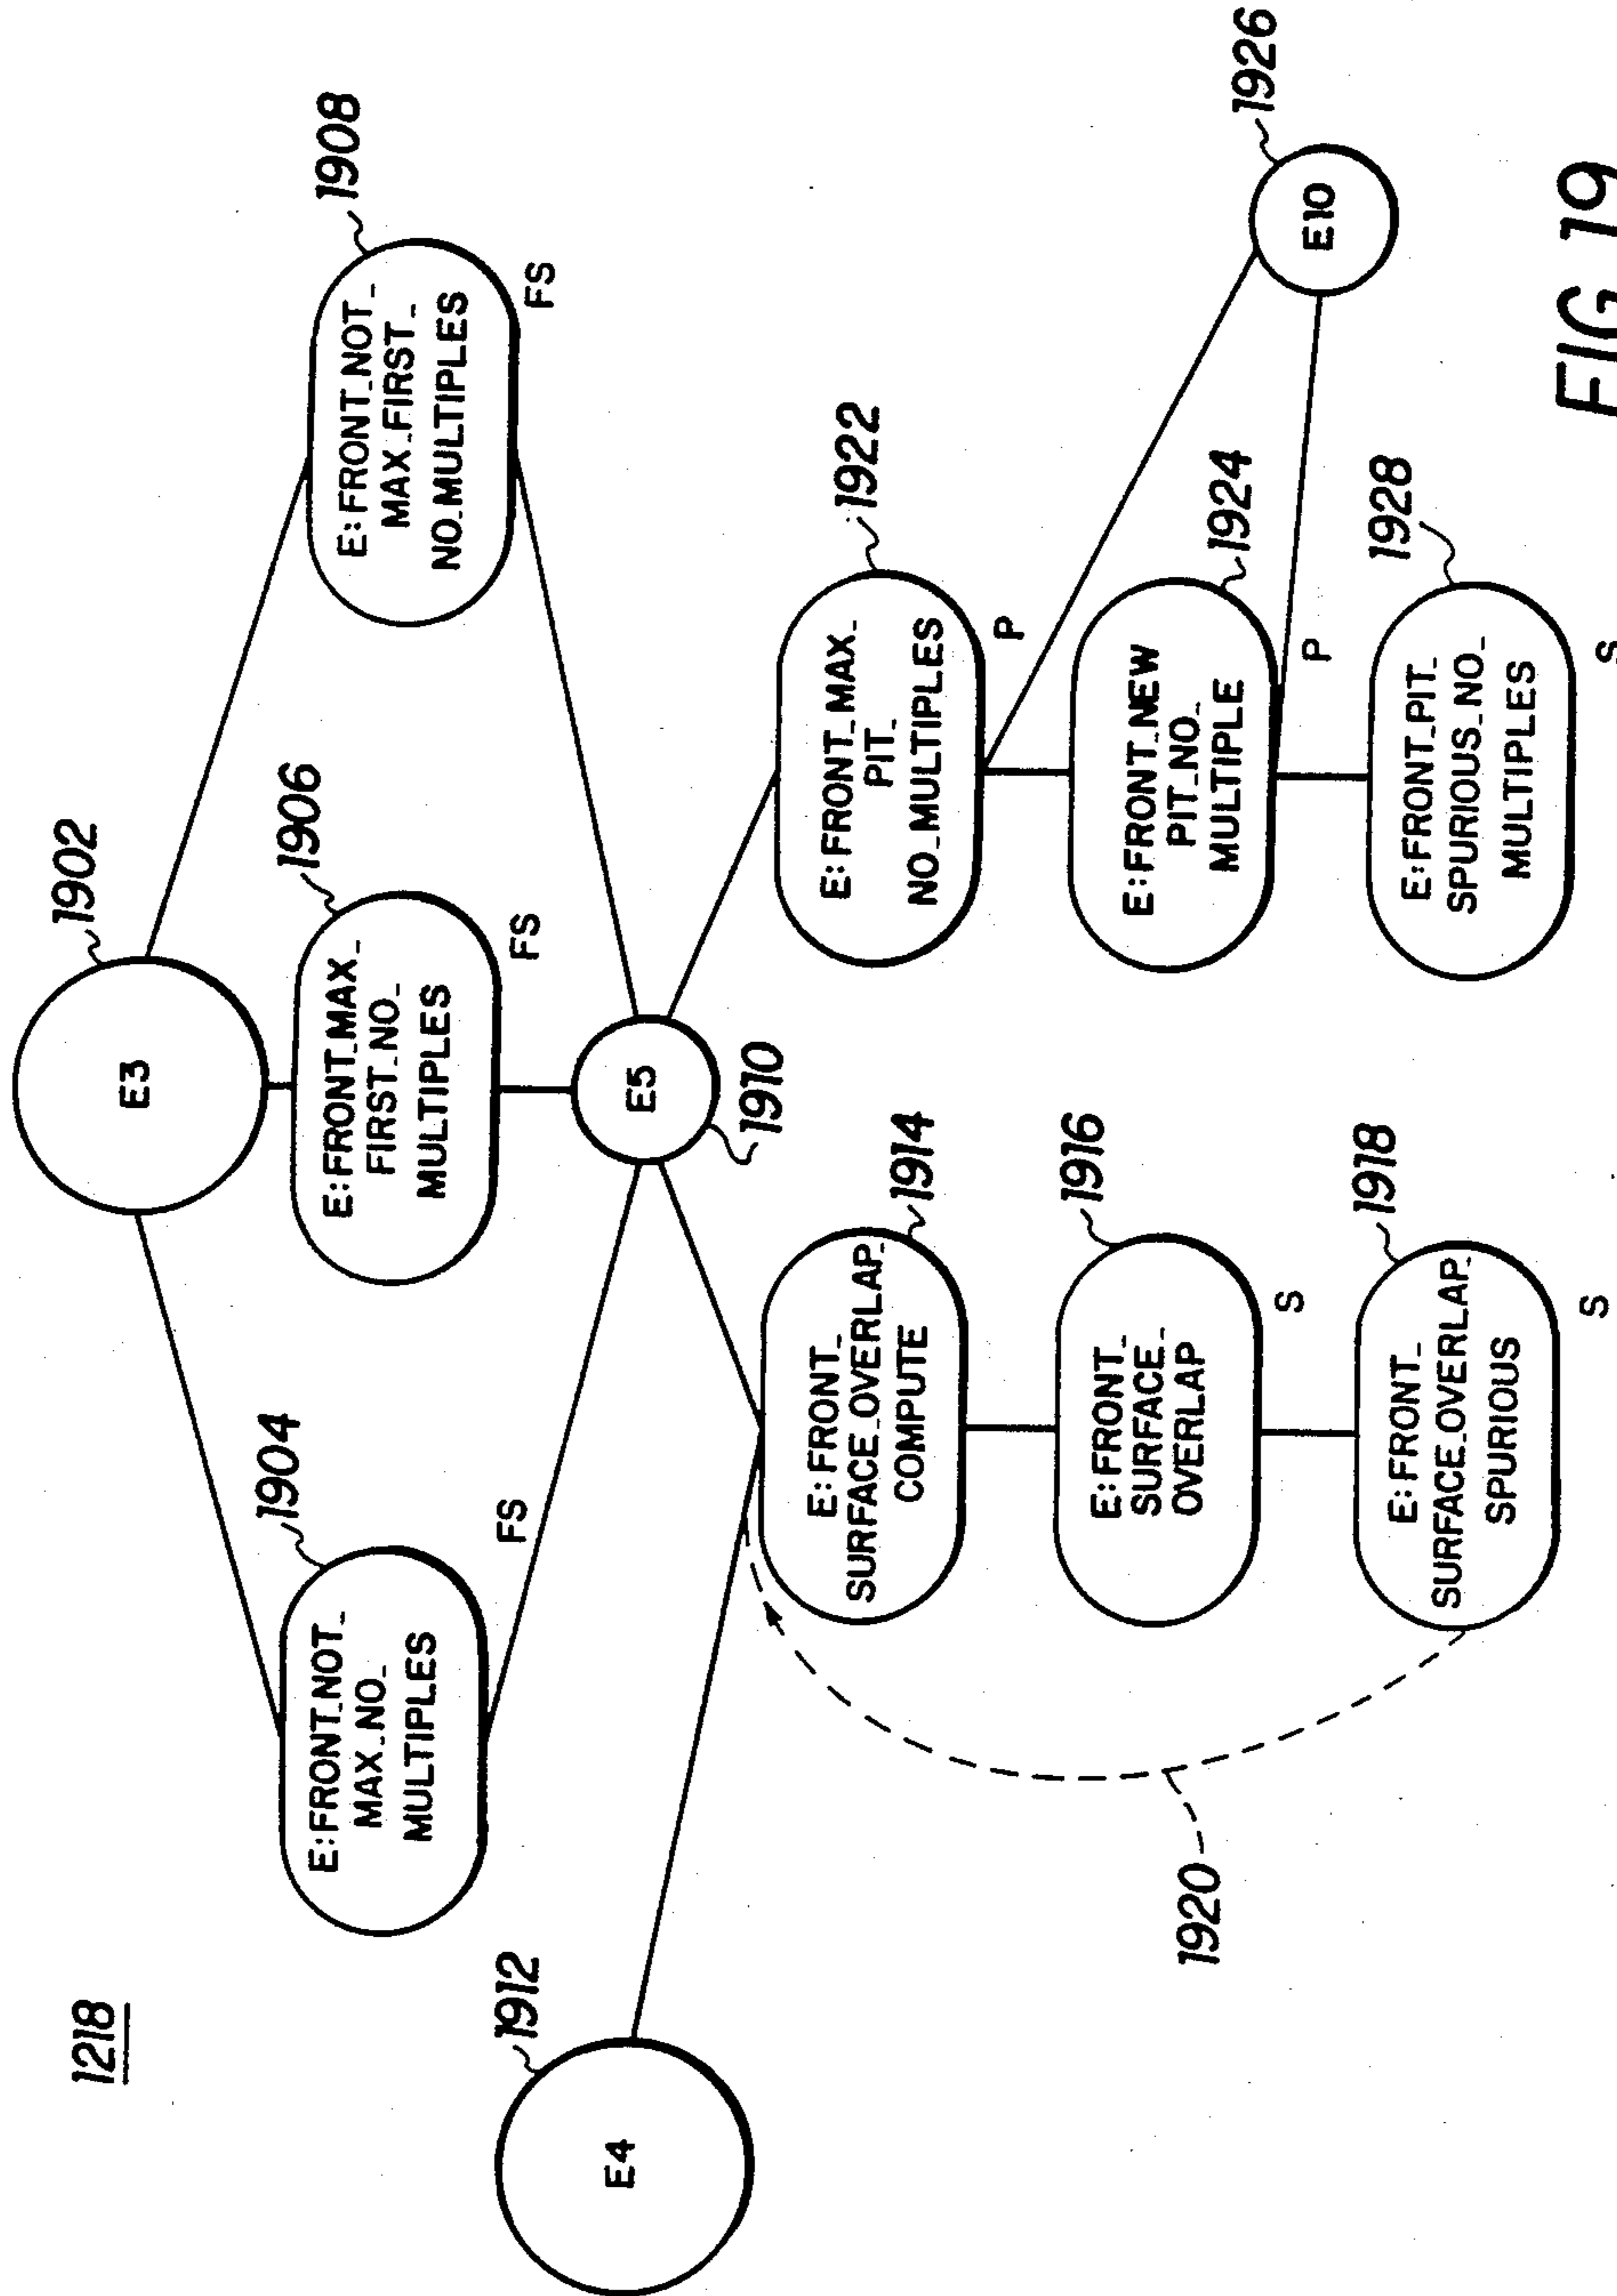 1218
1902
E3
1904
E:FRONT_NOT_
MAX_NO_
MULTIPLES
FS
1906
E:FRONT_MAX_
FIRST_NO_
MULTIPLES
FS
1908
E:FRONT_NOT_
MAX_FIRST_
NO_MULTIPLES
FS
1912
E4
E5
1910
1914
E:FRONT_
SURFACE_OVERLAP_
COMPUTE
1916
E:FRONT_
SURFACE_
OVERLAP
S
1918
E:FRONT_
SURFACE_OVERLAP_
SPURIOUS
S
1920
1922
E:FRONT_MAX_
PIT_
NO_MULTIPLES
P
1924
E:FRONT_NEW
PIT_NO_
MULTIPLE
P
1926
E10
1928
E:FRONT_PIT_
SPURIOUS_NO_
MULTIPLES
S
FIG 19